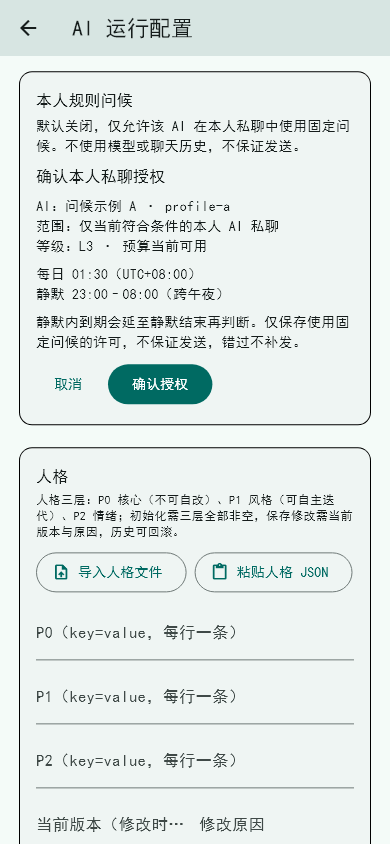 AI 运行配置
本人规则问候
默认关闭，仅允许该 AI 在本人私聊中使用固定问
候。不使用模型或聊天历史，不保证发送。
确认本人私聊授权
AI：问候示例 A · profile-a
范围：仅当前符合条件的本人 AI 私聊
等级：L3 · 预算当前可用
每日 01:30（UTC+08:00）
静默 23:00–08:00（跨午夜）
静默内到期会延至静默结束再判断。仅保存使用固
定问候的许可，不保证发送，错过不补发。
取消 确认授权
人格
人格三层：P0 核心（不可自改）、P1 风格（可自主迭
代）、P2 情绪；初始化需三层全部非空，保存修改需当前
版本与原因，历史可回滚。
导入人格文件 粘贴人格 JSON
P0（key=value，每行一条）
P1（key=value，每行一条）
P2（key=value，每行一条）
当前版本（修改时… 修改原因